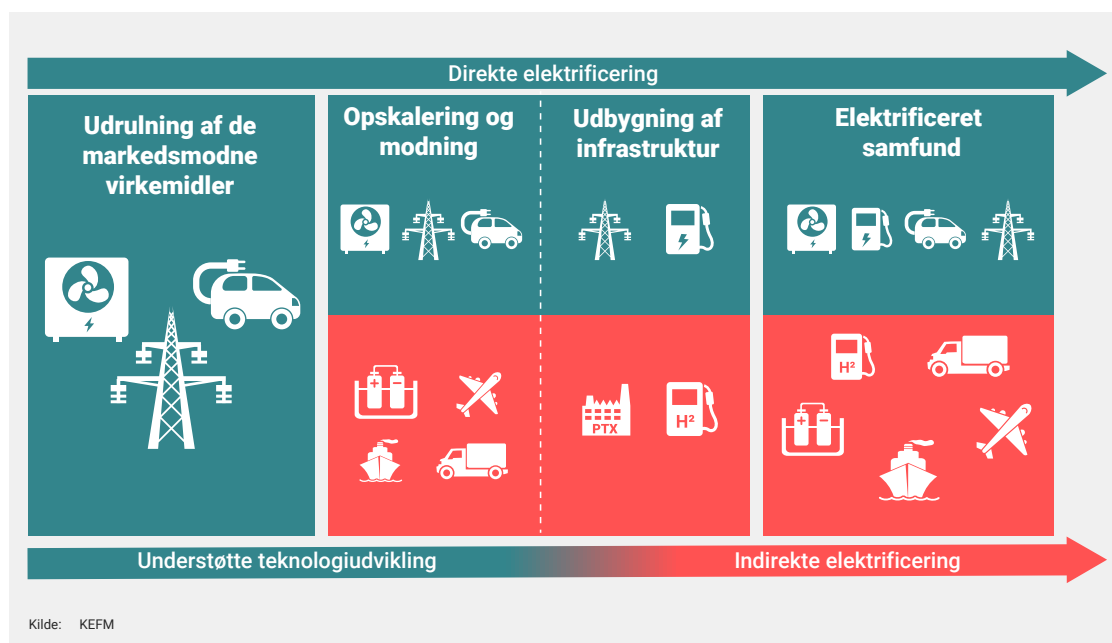 Direkte elektrificering
Udrulning af de
markedsmodne
virkemidler
Opskalering og
modning
Udbygning af
infrastruktur
Elektrificeret
samfund
+ −
PTX
H²
H²
+ −
Understøtte teknologiudvikling
Indirekte elektrificering
Kilde: KEFM